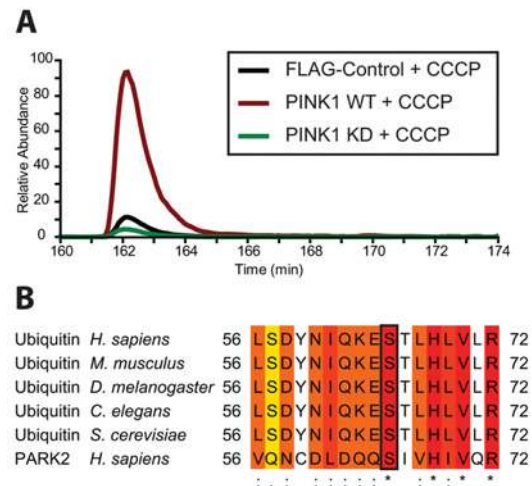 A
Relative Abundance
100
80
60
40
20
0
FLAG-Control + CCCP
PINK1 WT + CCCP
PINK1 KD + CCCP
160 162 164 166 168 170 172 174
Time (min)
B
Ubiquitin H. sapiens 56 LSDYNIQKESTLHLVLR 72
Ubiquitin M. musculus 56 LSDYNIQKESTLHLVLR 72
Ubiquitin D. melanogaster 56 LSDYNIQKESTLHLVLR 72
Ubiquitin C. elegans 56 LSDYNIQKESTLHLVLR 72
Ubiquitin S. cerevisiae 56 LSDYNIQKESTLHLVLR 72
PARK2 H. sapiens 56 VQNCDLDQQSIVHIVQR 72
: . : : : : : : * : * : * *